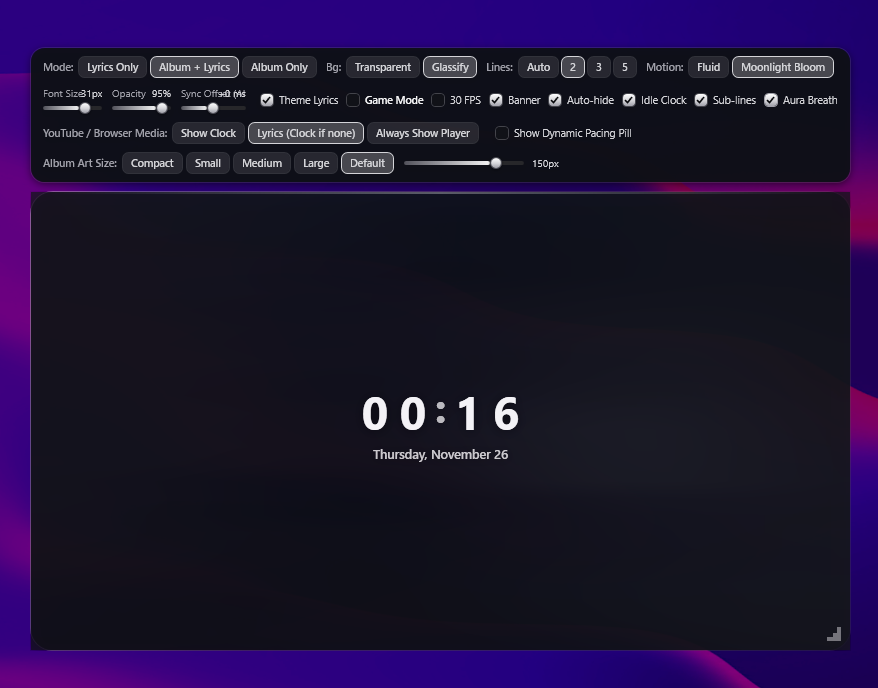 Mode: Lyrics Only Album + Lyrics Album Only Bg: Transparent Glassify Lines: Auto 2 3 5 Motion: Fluid Moonlight Bloom
Font Size 31px Opacity 95% Sync Offset Theme Lyrics Game Mode 30 FPS Banner Auto-hide Idle Clock Sub-lines Aura Breath
YouTube / Browser Media: Show Clock Lyrics (Clock if none) Always Show Player Show Dynamic Pacing Pill
Album Art Size: Compact Small Medium Large Default 150px
00:16
Thursday, November 26